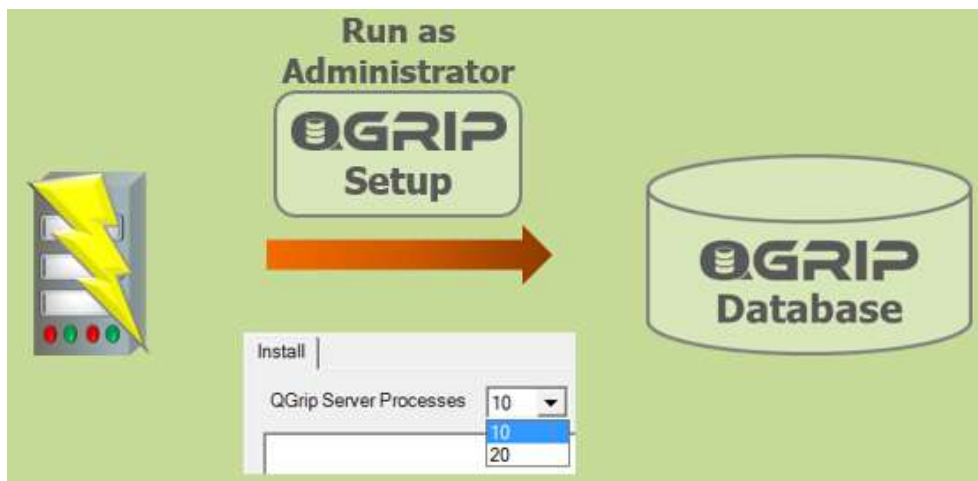 Run as
Administrator
QGRIP
Setup
QGRIP
Database
Install
QGrip Server Processes 10
10
20